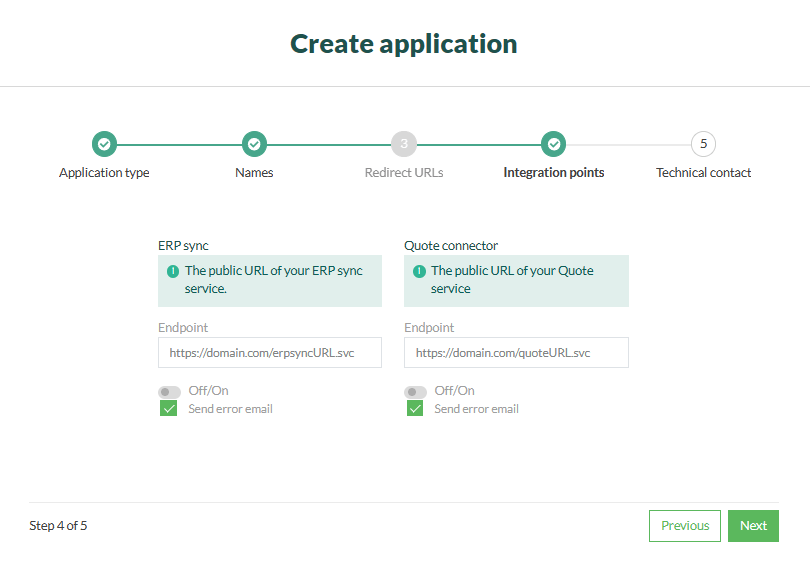 Create application
3
5
Application type
Names
Redirect URLs
Integration points
Technical contact
ERP sync
! The public URL of your ERP sync
service.
Endpoint
https://domain.com/erpsyncURL.svc
Off/On
Send error email
Quote connector
! The public URL of your Quote
service
Endpoint
https://domain.com/quoteURL.svc
Off/On
Send error email
Step 4 of 5
Previous
Next